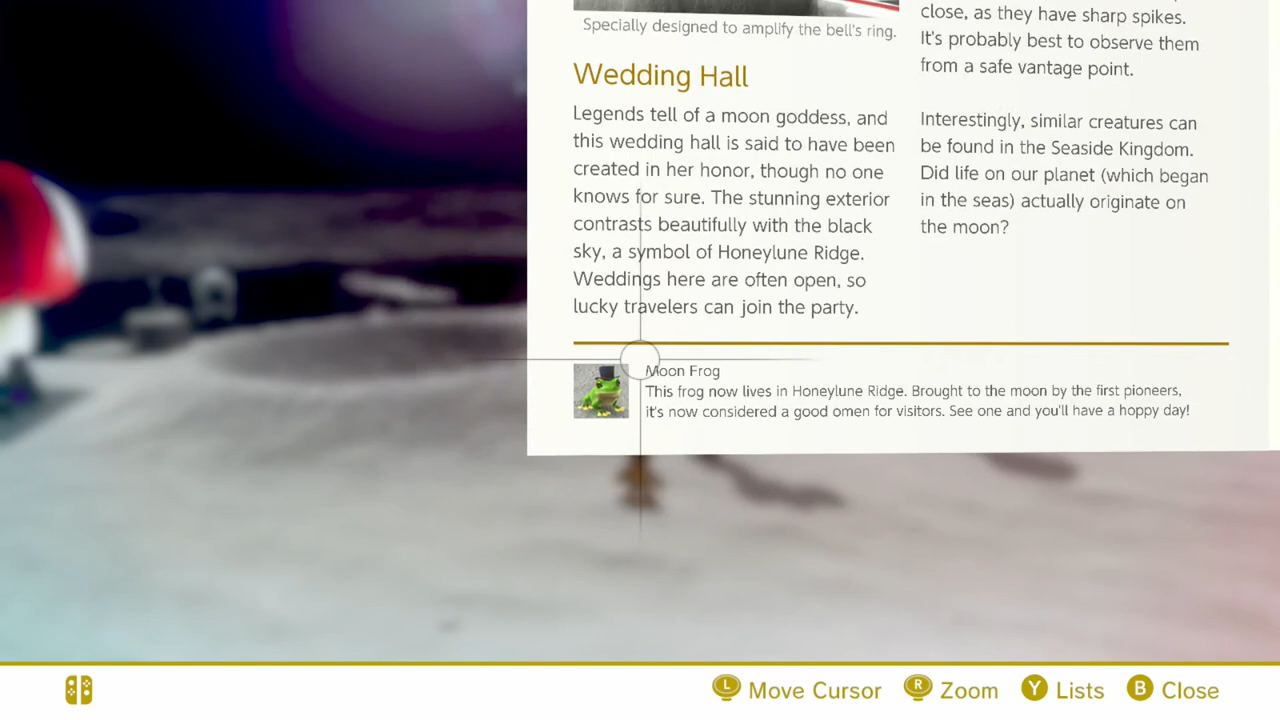 Specially designed to amplify the bell's ring.
Wedding Hall
Legends tell of a moon goddess, and
this wedding hall is said to have been
created in her honor, though no one
knows for sure. The stunning exterior
contrasts beautifully with the black
sky, a symbol of Honeylune Ridge.
Weddings here are often open, so
lucky travelers can join the party.
close, as they have sharp spikes.
It's probably best to observe them
from a safe vantage point.
Interestingly, similar creatures can
be found in the Seaside Kingdom.
Did life on our planet (which began
in the seas) actually originate on
the moon?
Moon Frog
This frog now lives in Honeylune Ridge. Brought to the moon by the first pioneers,
it's now considered a good omen for visitors. See one and you'll have a hoppy day!
L Move Cursor R Zoom Y Lists B Close